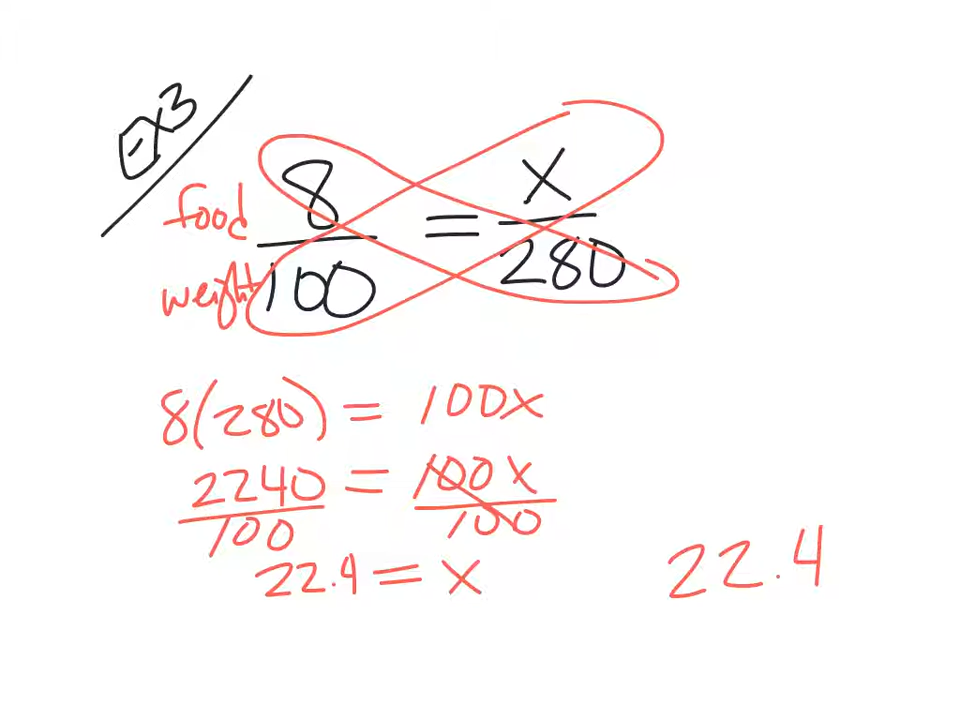 Ex3
food 8 = x
weight 100 280
8(280) = 100x
2240 = 100x
100 100
22.4 = x
22.4